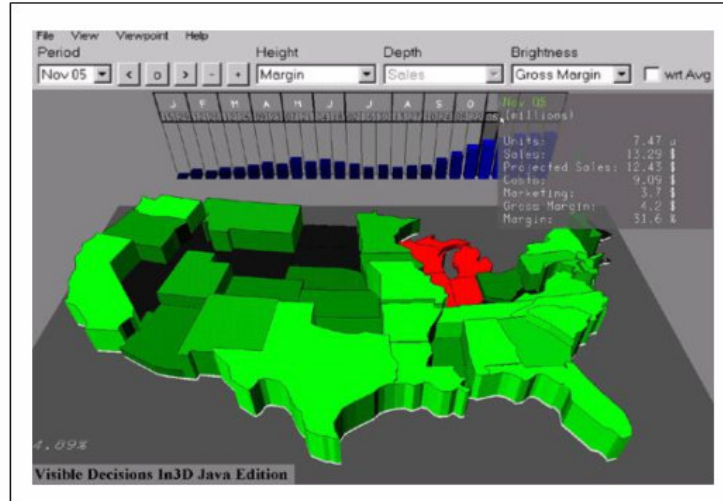 File View Viewpoint Help
Period Height Depth Brightness
Nov 05 < o > - + Margin Sales Gross Margin wrt Avg
J F M A M J J A S O
Nov 05
(millions)
Units: 7.47 u
Sales: 13.29 $
Projected Sales: 12.43 $
Costs: 9.09 $
Marketing: 3.7 $
Gross Margin: 4.2 $
Margin: 31.6 %
4.09%
Visible Decisions In3D Java Edition